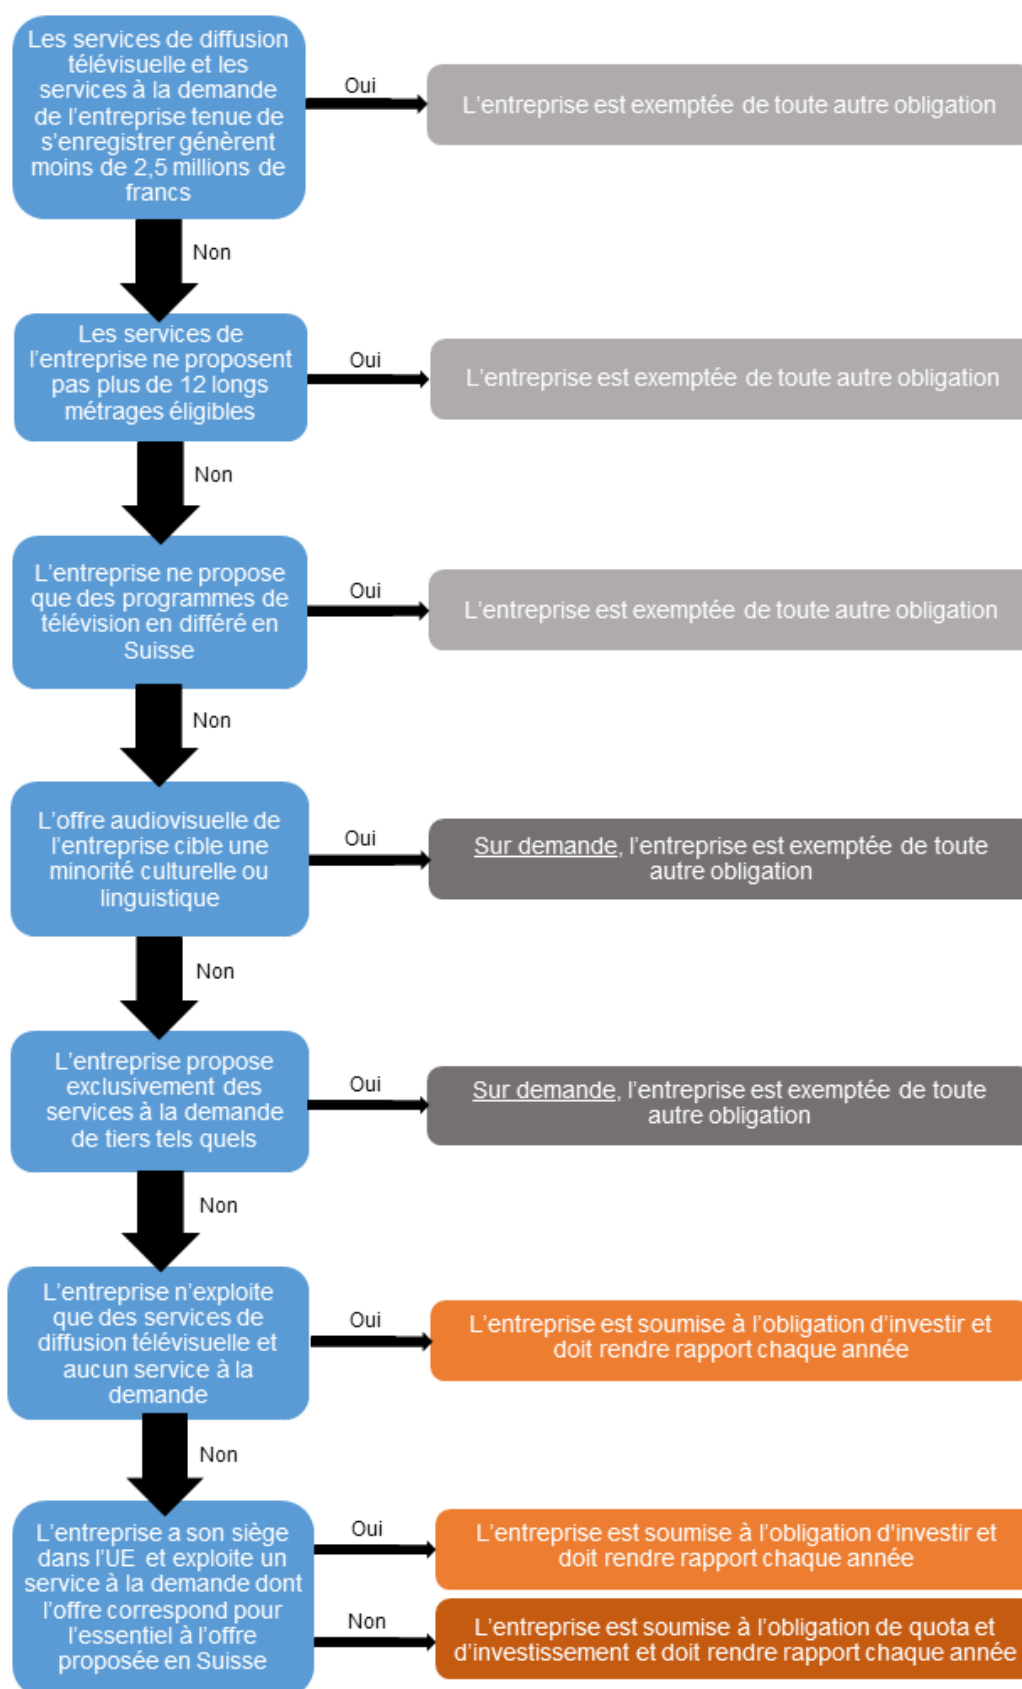 Les services de diffusion
télévisuelle et les
services à la demande
de l'entreprise tenue de
s'enregistrer génèrent
moins de 2,5 millions de
francs
Oui
L'entreprise est exemptée de toute autre obligation
Non
Les services de
l'entreprise ne proposent
pas plus de 12 longs
métrages éligibles
Oui
L'entreprise est exemptée de toute autre obligation
Non
L'entreprise ne propose
que des programmes de
télévision en différé en
Suisse
Oui
L'entreprise est exemptée de toute autre obligation
Non
L'offre audiovisuelle de
l'entreprise cible une
minorité culturelle ou
linguistique
Oui
Sur demande, l'entreprise est exemptée de toute
autre obligation
Non
L'entreprise propose
exclusivement des
services à la demande
de tiers tels quels
Oui
Sur demande, l'entreprise est exemptée de toute
autre obligation
Non
L'entreprise n'exploite
que des services de
diffusion télévisuelle et
aucun service à la
demande
Oui
L'entreprise est soumise à l'obligation d'investir et
doit rendre rapport chaque année
Non
L'entreprise a son siège
dans l'UE et exploite un
service à la demande dont
l'offre correspond pour
l'essentiel à l'offre
proposée en Suisse
Oui
L'entreprise est soumise à l'obligation d'investir et
doit rendre rapport chaque année
Non
L'entreprise est soumise à l'obligation de quota et
d'investissement et doit rendre rapport chaque année